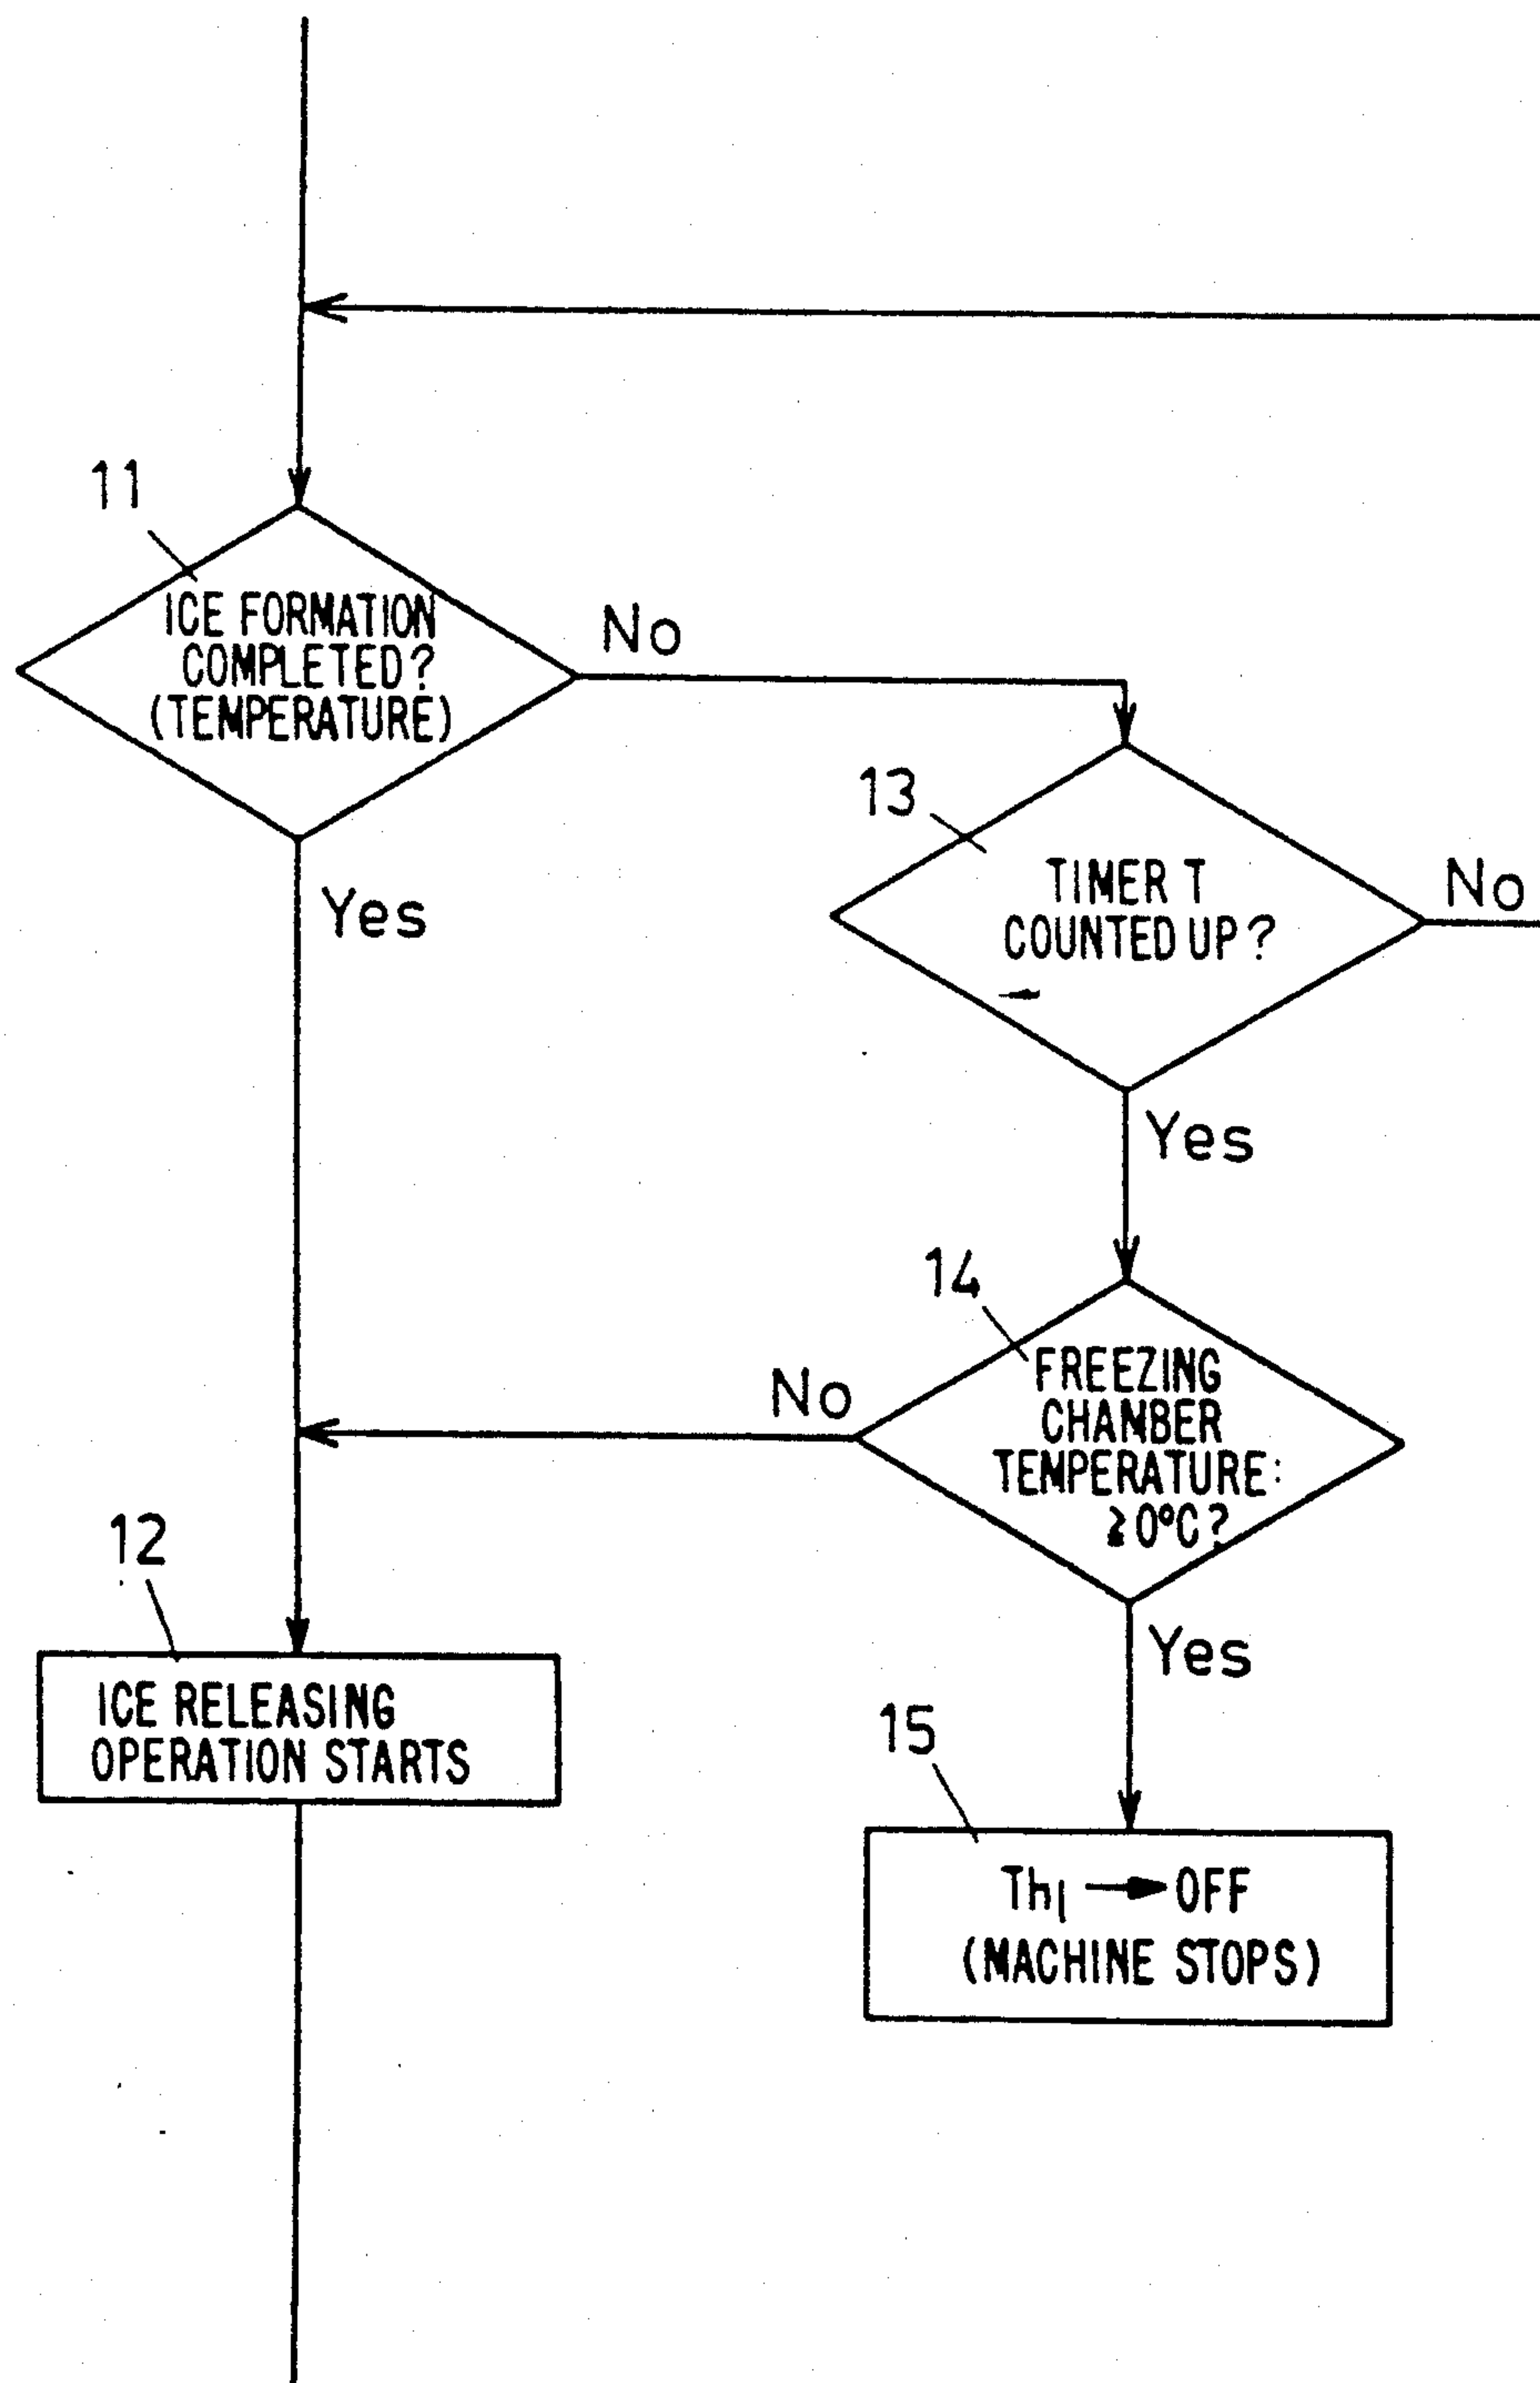 11
ICE FORMATION
COMPLETED?
(TEMPERATURE)
No
Yes
13
TIMER T
COUNTED UP?
No
Yes
14
FREEZING
CHAMBER
TEMPERATURE:
≧0°C?
No
Yes
12
ICE RELEASING
OPERATION STARTS
15
Th1 → OFF
(MACHINE STOPS)